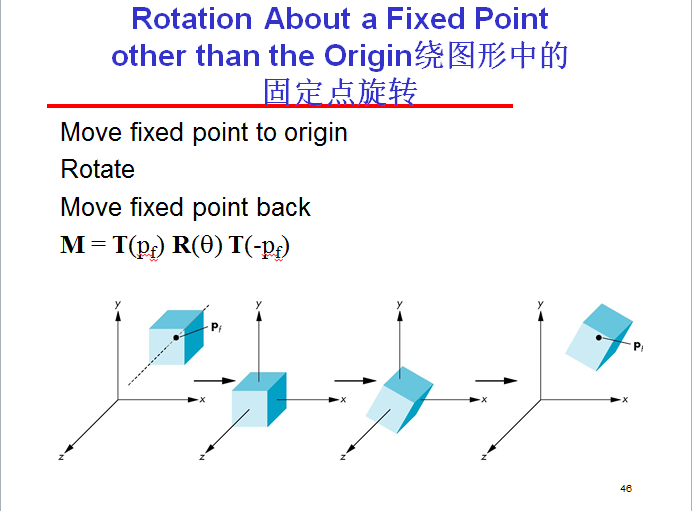 Rotation About a Fixed Point
other than the Origin绕图形中的
固定点旋转
Move fixed point to origin
Rotate
Move fixed point back
M = T(pf) R(θ) T(-pf)
y
y
y
y
pf
pf
x
x
x
x
z
z
z
z
46